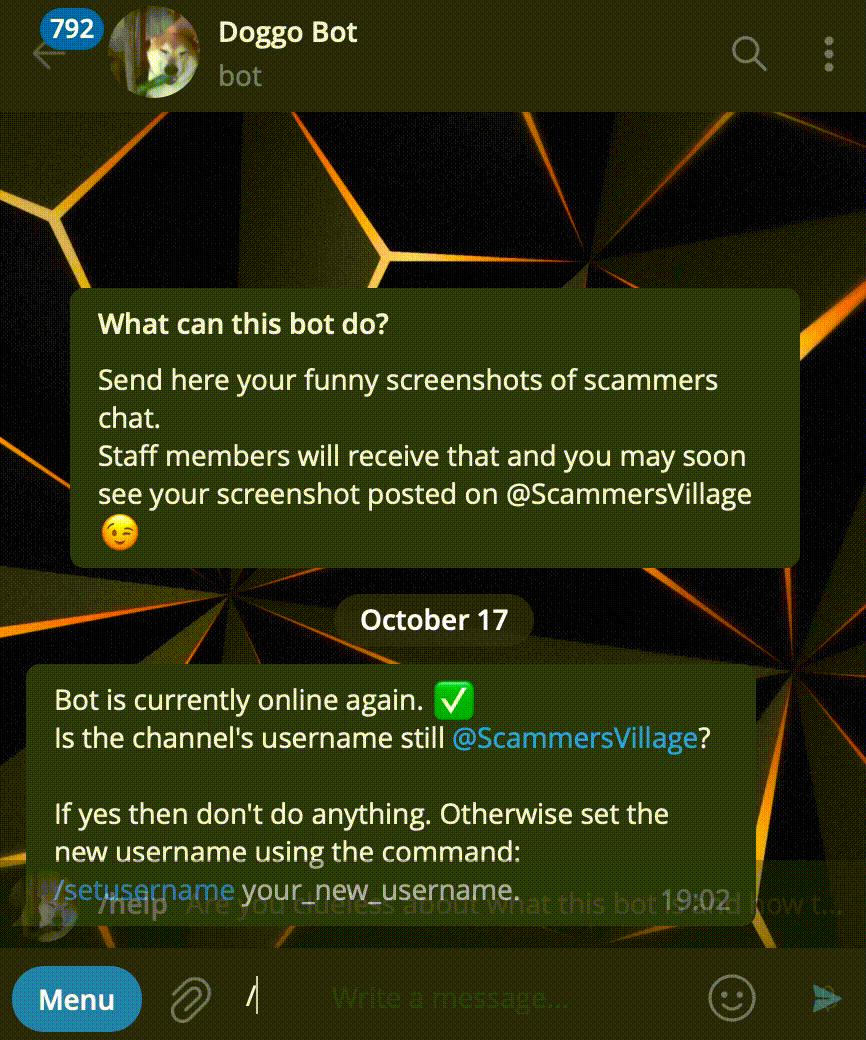 792
Doggo Bot
bot
What can this bot do?
Send here your funny screenshots of scammers
chat.
Staff members will receive that and you may soon
see your screenshot posted on @ScammersVillage
😉
October 17
Bot is currently online again. ✅
Is the channel's username still @ScammersVillage?
If yes then don't do anything. Otherwise set the
new username using the command:
/setusername your_new_username.
19:02
/help Are you clueless about what this bot is and how t...
Menu
/
Write a message...